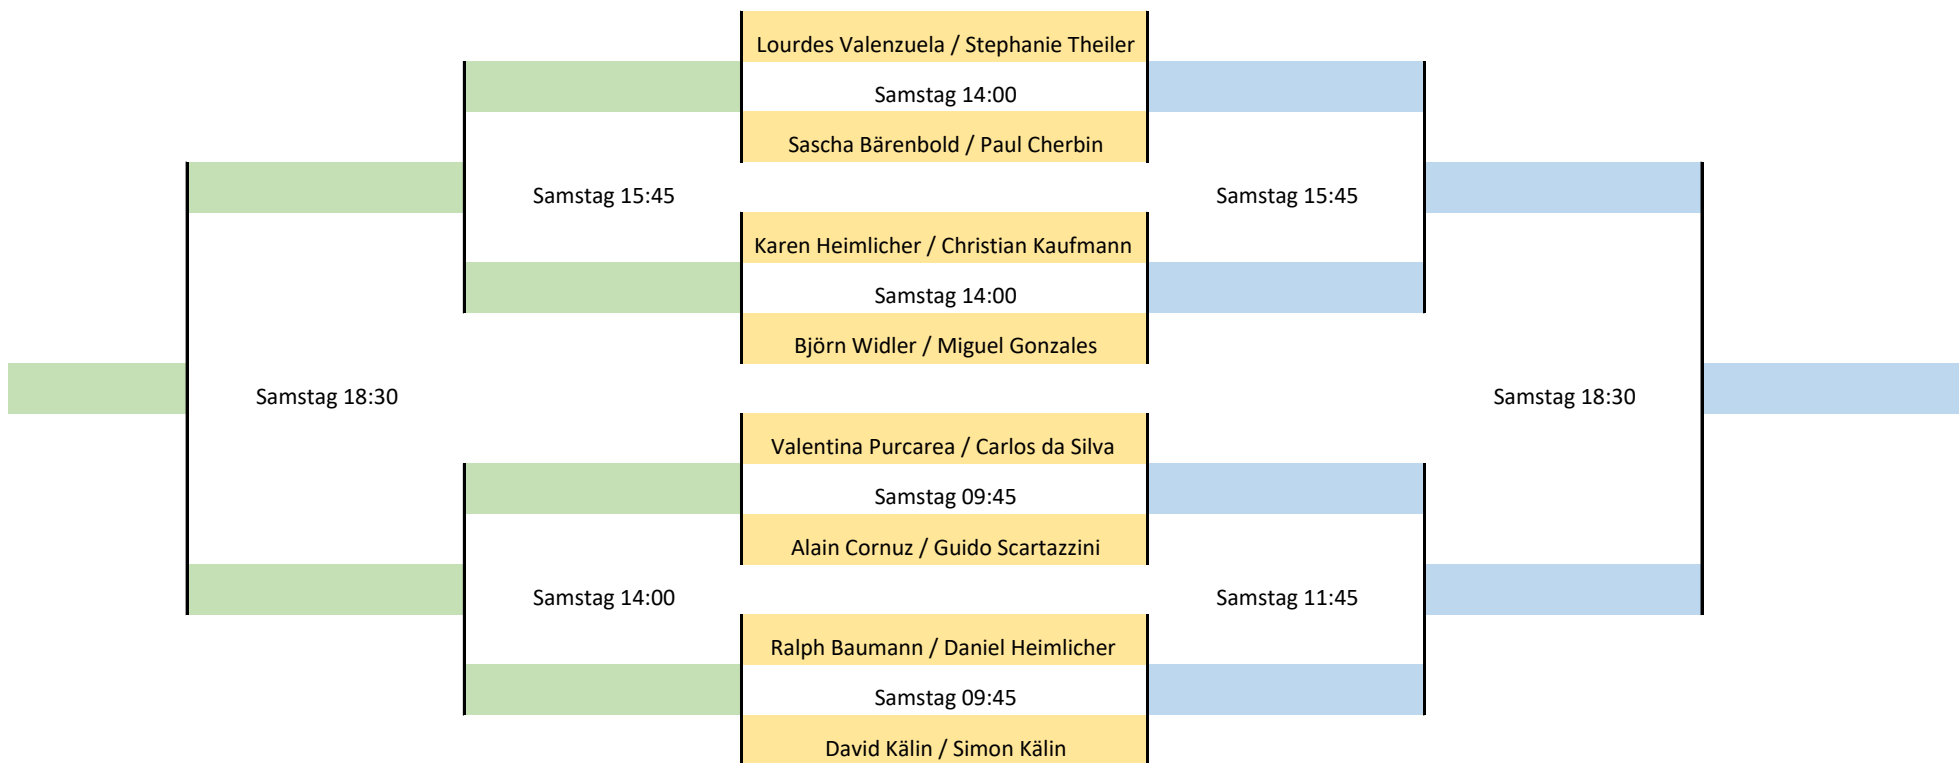 Lourdes Valenzuela / Stephanie Theiler
Samstag 14:00
Sascha Bärenbold / Paul Cherbin
Samstag 15:45
Samstag 15:45
Karen Heimlicher / Christian Kaufmann
Samstag 14:00
Björn Widler / Miguel Gonzales
Samstag 18:30
Samstag 18:30
Valentina Purcarea / Carlos da Silva
Samstag 09:45
Alain Cornuz / Guido Scartazzini
Samstag 14:00
Samstag 11:45
Ralph Baumann / Daniel Heimlicher
Samstag 09:45
David Kälin / Simon Kälin